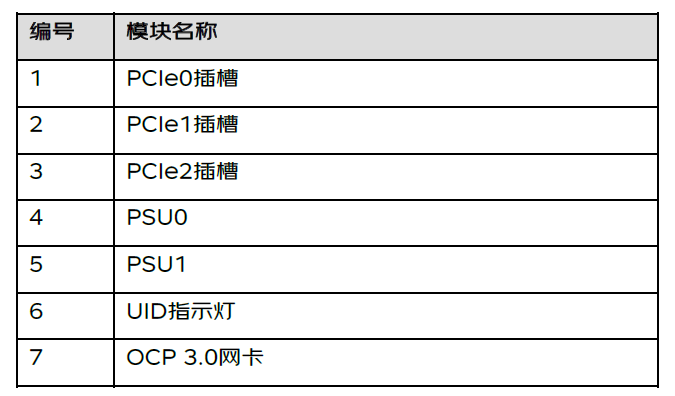 编号 模块名称
1 PCIe0插槽
2 PCIe1插槽
3 PCIe2插槽
4 PSU0
5 PSU1
6 UID指示灯
7 OCP 3.0网卡